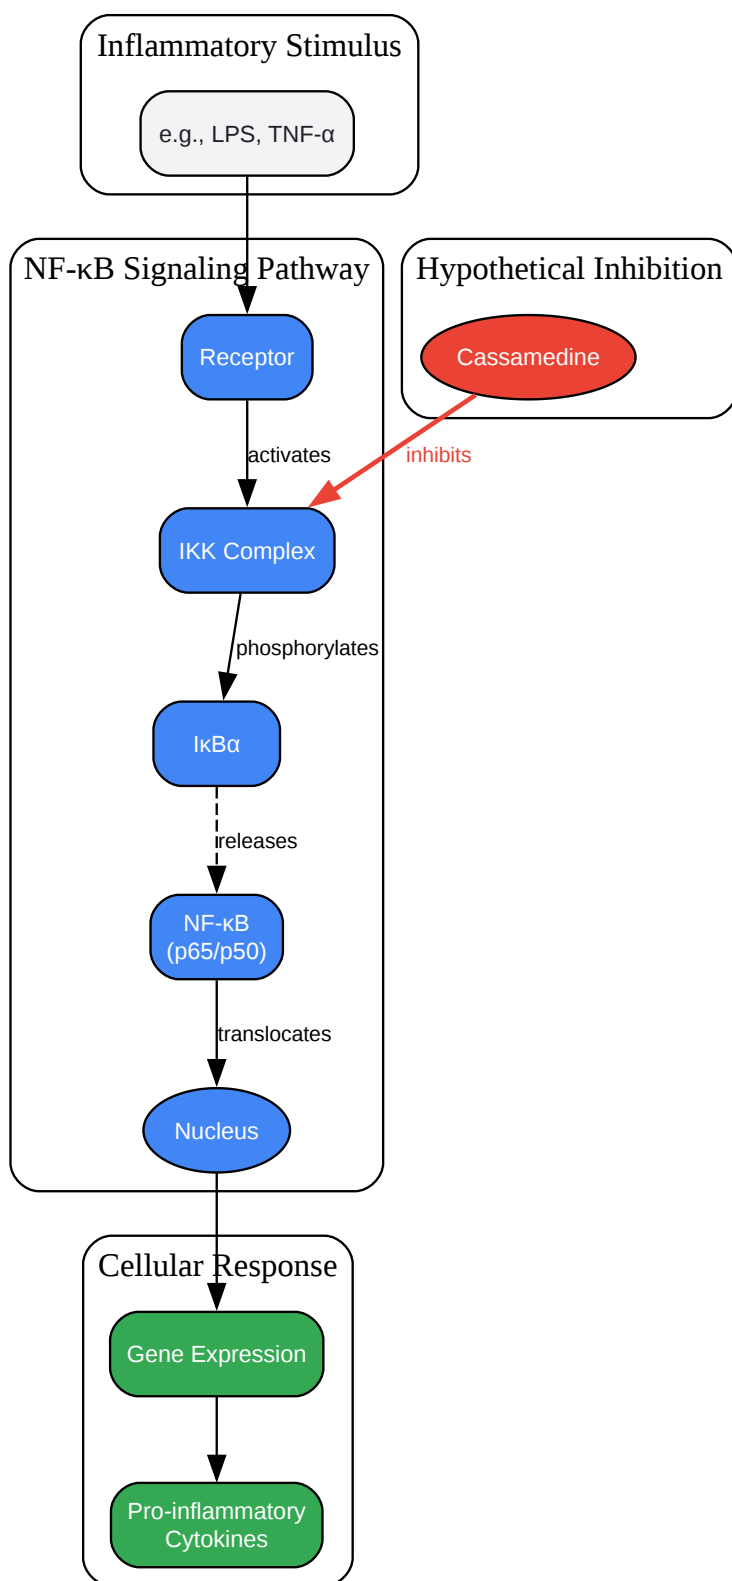 Inflammatory Stimulus
e.g., LPS, TNF-α
NF-κB Signaling Pathway
Hypothetical Inhibition
Receptor
Cassamedine
activates
inhibits
IKK Complex
phosphorylates
IκBα
releases
NF-κB
(p65/p50)
translocates
Nucleus
Cellular Response
Gene Expression
Pro-inflammatory
Cytokines